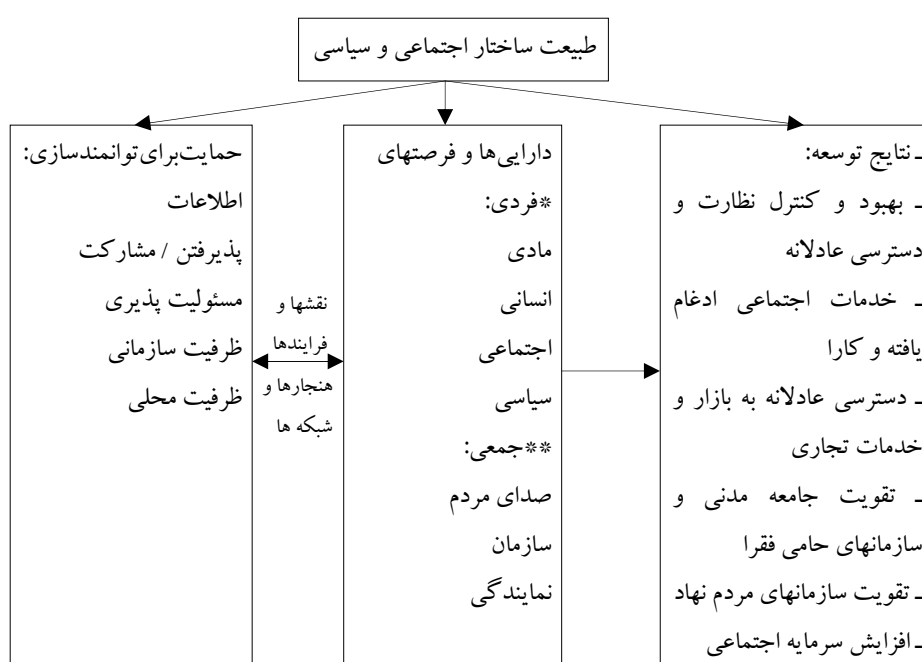 طبیعت ساختار اجتماعی و سیاسی
ـ نتایج توسعه:
ـ بهبود و کنترل نظارت و
دسترسی عادلانه
ـ خدمات اجتماعی ادغام
یافته و کارا
ـ دسترسی عادلانه به بازار و
خدمات تجاری
ـ تقویت جامعه مدنی و
سازمانهای حامی فقرا
ـ تقویت سازمانهای مردم نهاد
ـ افزایش سرمایه اجتماعی
دارایی‌ها و فرصتهای
*فردی:
مادی
انسانی
اجتماعی
سیاسی
**جمعی:
صدای مردم
سازمان
نمایندگی
نقشها و
فرایندها
هنجارها و
شبکه ها
حمایت‌برای‌توانمندسازی:
اطلاعات
پذیرفتن / مشارکت
مسئولیت پذیری
ظرفیت سازمانی
ظرفیت محلی